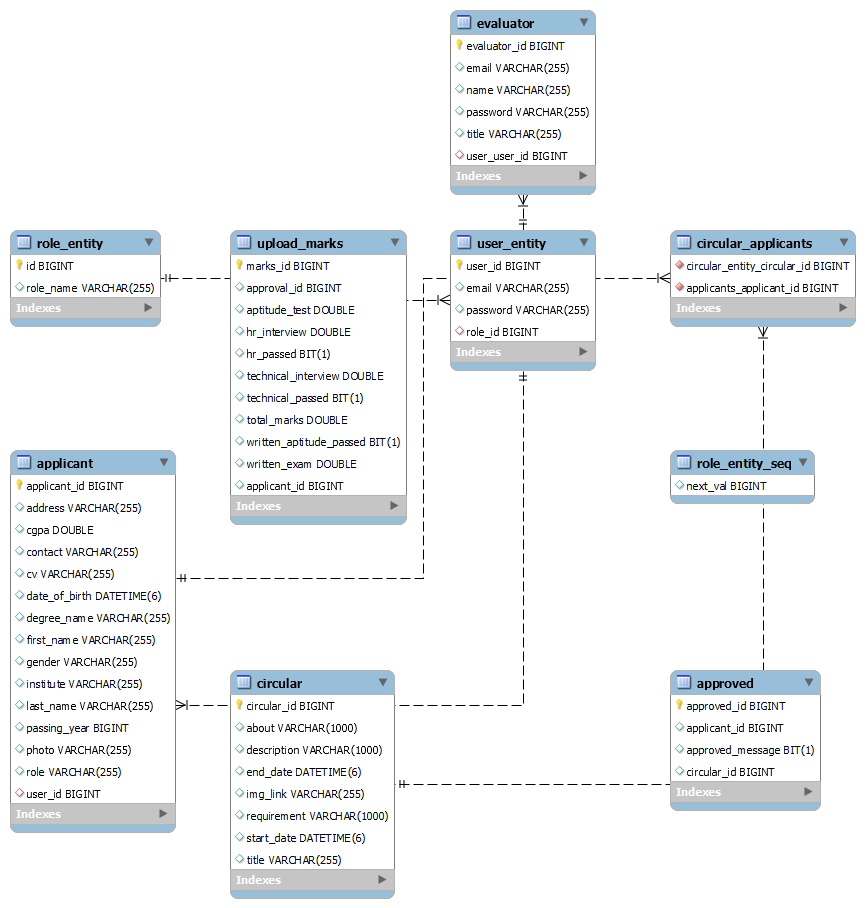 evaluator
evaluator_id BIGINT
email VARCHAR(255)
name VARCHAR(255)
password VARCHAR(255)
title VARCHAR(255)
user_user_id BIGINT
Indexes
role_entity
id BIGINT
role_name VARCHAR(255)
Indexes
upload_marks
marks_id BIGINT
approval_id BIGINT
aptitude_test DOUBLE
hr_interview DOUBLE
hr_passed BIT(1)
technical_interview DOUBLE
technical_passed BIT(1)
total_marks DOUBLE
written_aptitude_passed BIT(1)
written_exam DOUBLE
applicant_id BIGINT
Indexes
user_entity
user_id BIGINT
email VARCHAR(255)
password VARCHAR(255)
role_id BIGINT
Indexes
circular_applicants
circular_entity_circular_id BIGINT
applicants_applicant_id BIGINT
Indexes
applicant
applicant_id BIGINT
address VARCHAR(255)
cgpa DOUBLE
contact VARCHAR(255)
cv VARCHAR(255)
date_of_birth DATETIME(6)
degree_name VARCHAR(255)
first_name VARCHAR(255)
gender VARCHAR(255)
institute VARCHAR(255)
last_name VARCHAR(255)
passing_year BIGINT
photo VARCHAR(255)
role VARCHAR(255)
user_id BIGINT
Indexes
role_entity_seq
next_val BIGINT
circular
circular_id BIGINT
about VARCHAR(1000)
description VARCHAR(1000)
end_date DATETIME(6)
img_link VARCHAR(255)
requirement VARCHAR(1000)
start_date DATETIME(6)
title VARCHAR(255)
Indexes
approved
approved_id BIGINT
applicant_id BIGINT
approved_message BIT(1)
circular_id BIGINT
Indexes